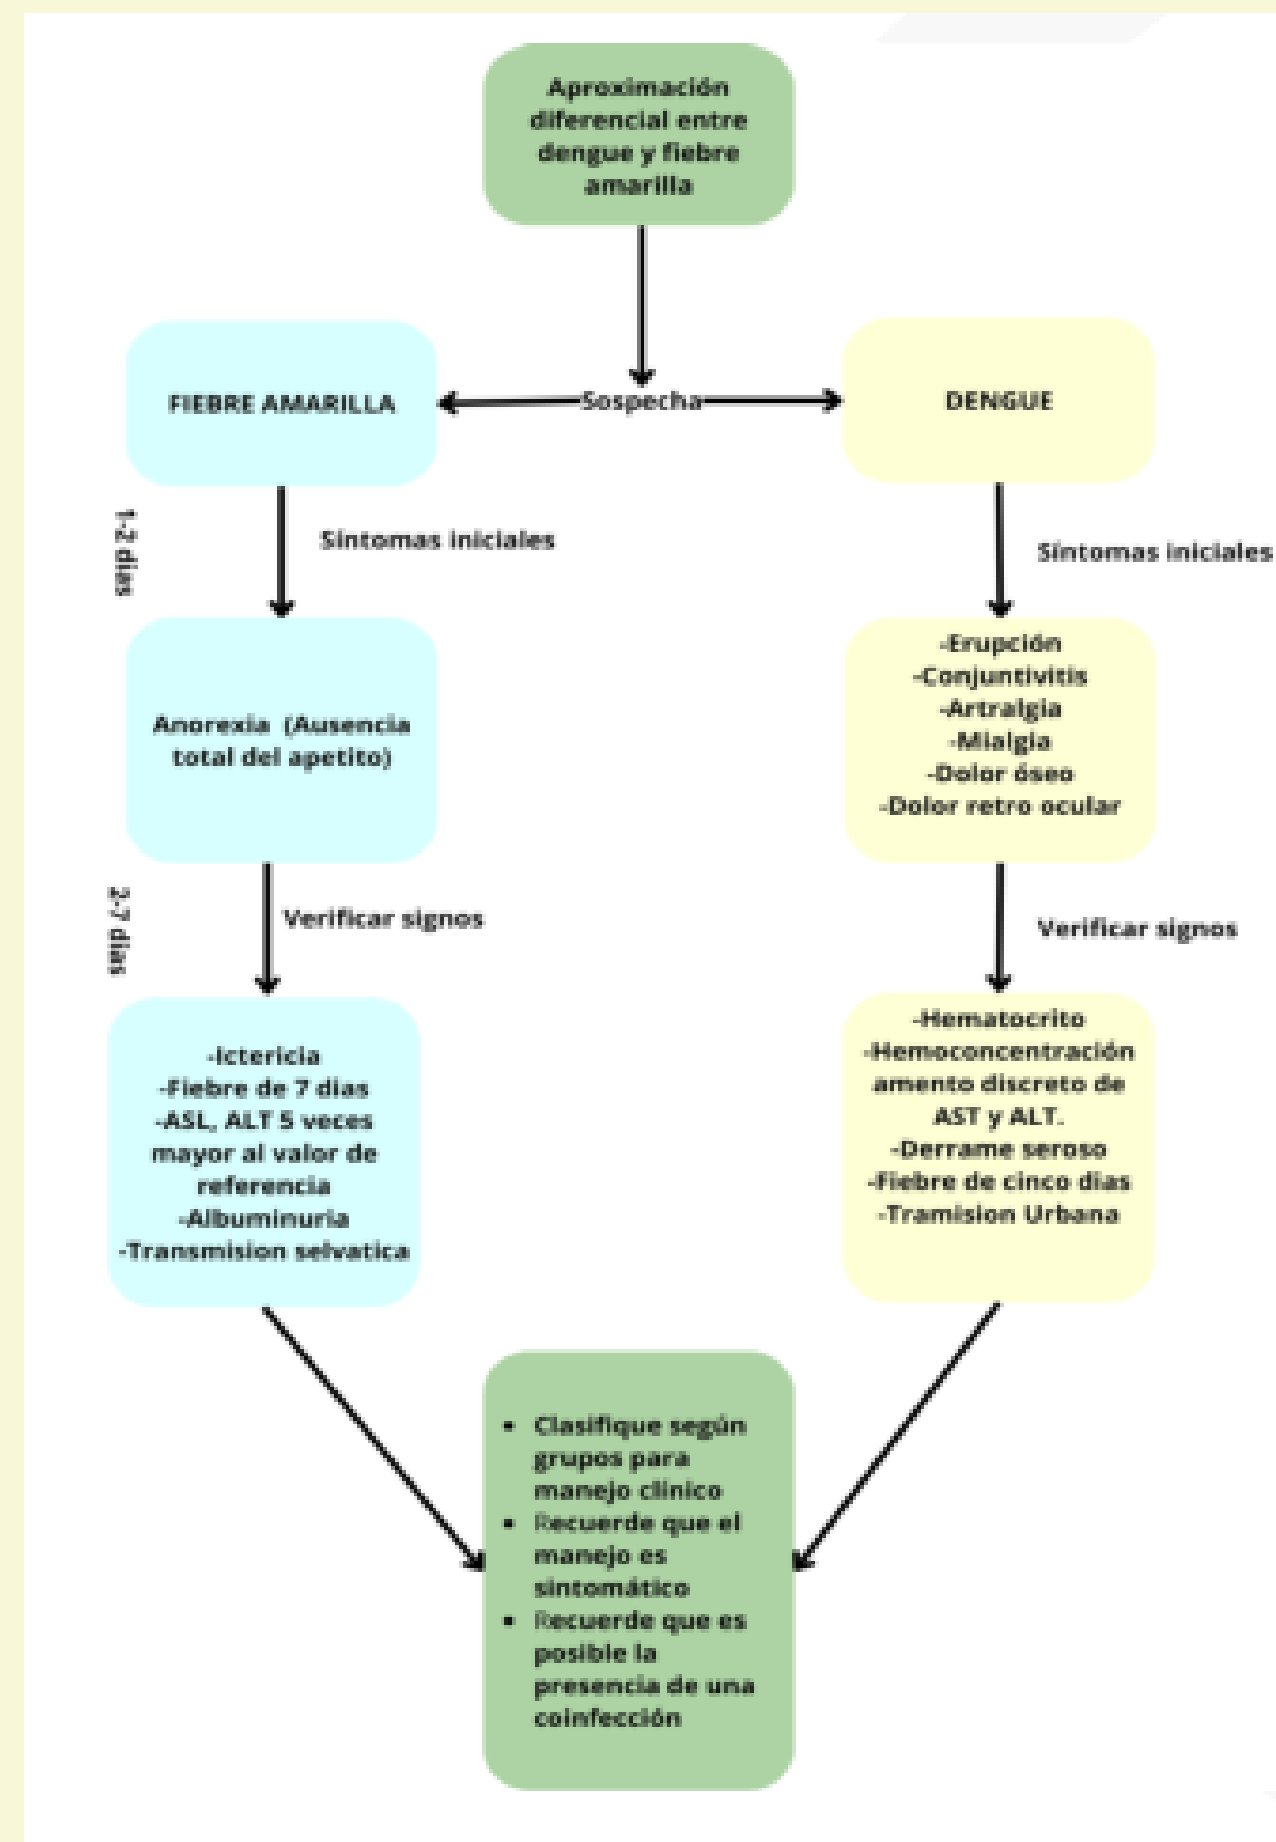 Aproximación
diferencial entre
dengue y fiebre
amarilla
Sospecha
FIEBRE AMARILLA
1-2 dias
Síntomas iniciales
Anorexia (Ausencia
total del apetito)
2-7 dias
Verificar signos
-Ictericia
-Fiebre de 7 dias
-ASL, ALT 5 veces
mayor al valor de
referencia
-Albuminuria
-Transmision selvatica
DENGUE
Síntomas iniciales
-Erupción
-Conjuntivitis
-Artralgia
-Mialgia
-Dolor óseo
-Dolor retro ocular
Verificar signos
-Hematocrito
-Hemoconcentración
amento discreto de
AST y ALT.
-Derrame seroso
-Fiebre de cinco dias
-Tramision Urbana
• Clasifique según
grupos para
manejo clínico
• Recuerde que el
manejo es
sintomático
• Recuerde que es
posible la
presencia de una
coinfección